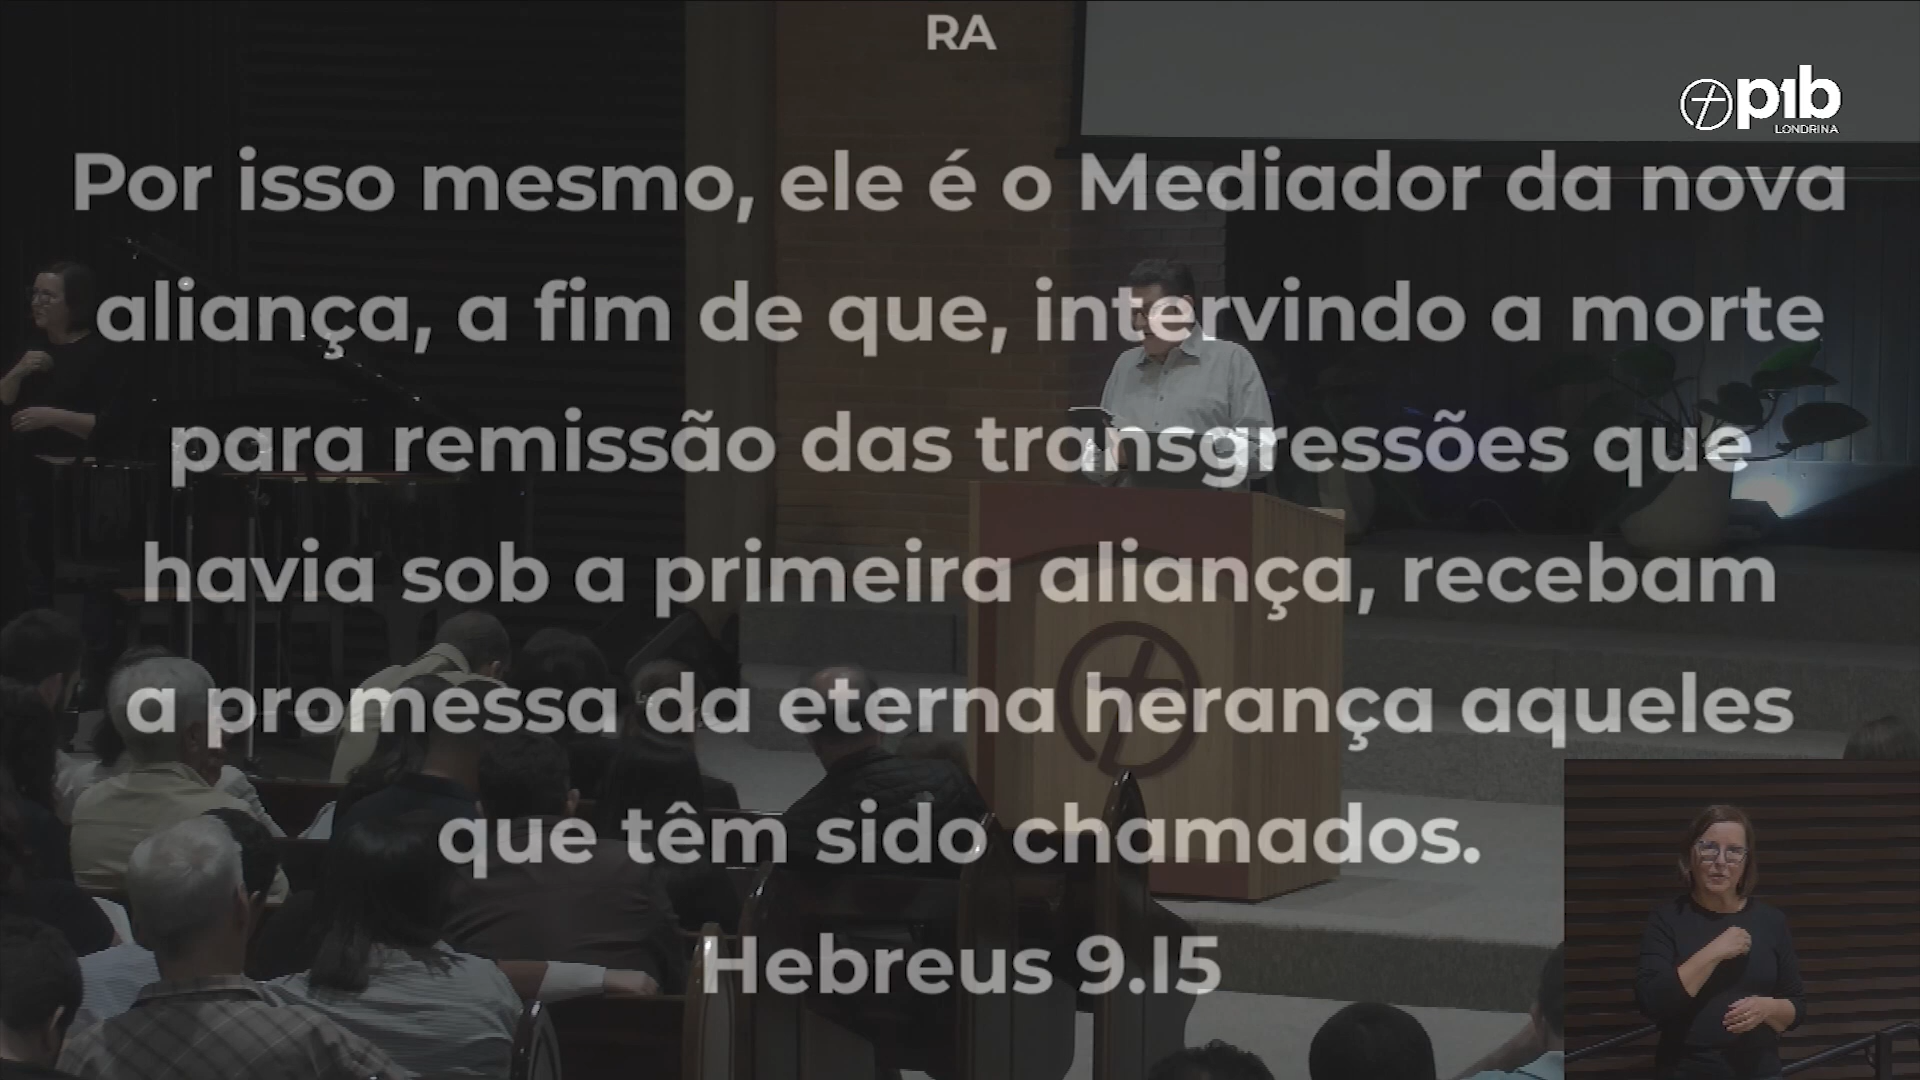 RA
pib
LONDRINA
Por isso mesmo, ele é o Mediador da nova
aliança, a fim de que, intervindo a morte
para remissão das transgressões que
havia sob a primeira aliança, recebam
a promessa da eterna herança aqueles
que têm sido chamados.
Hebreus 9.15